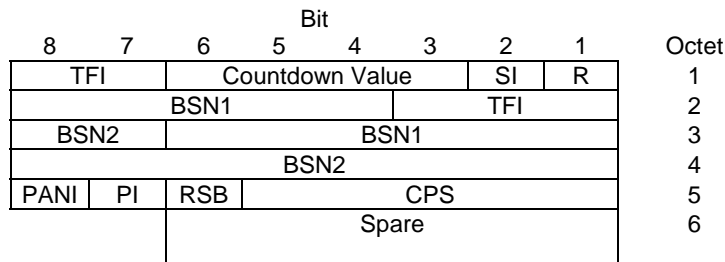 Bit
8 7 6 5 4 3 2 1 Octet
TFI Countdown Value SI R 1
BSN1 TFI 2
BSN2 BSN1 3
BSN2 4
PANI PI RSB CPS 5
Spare 6